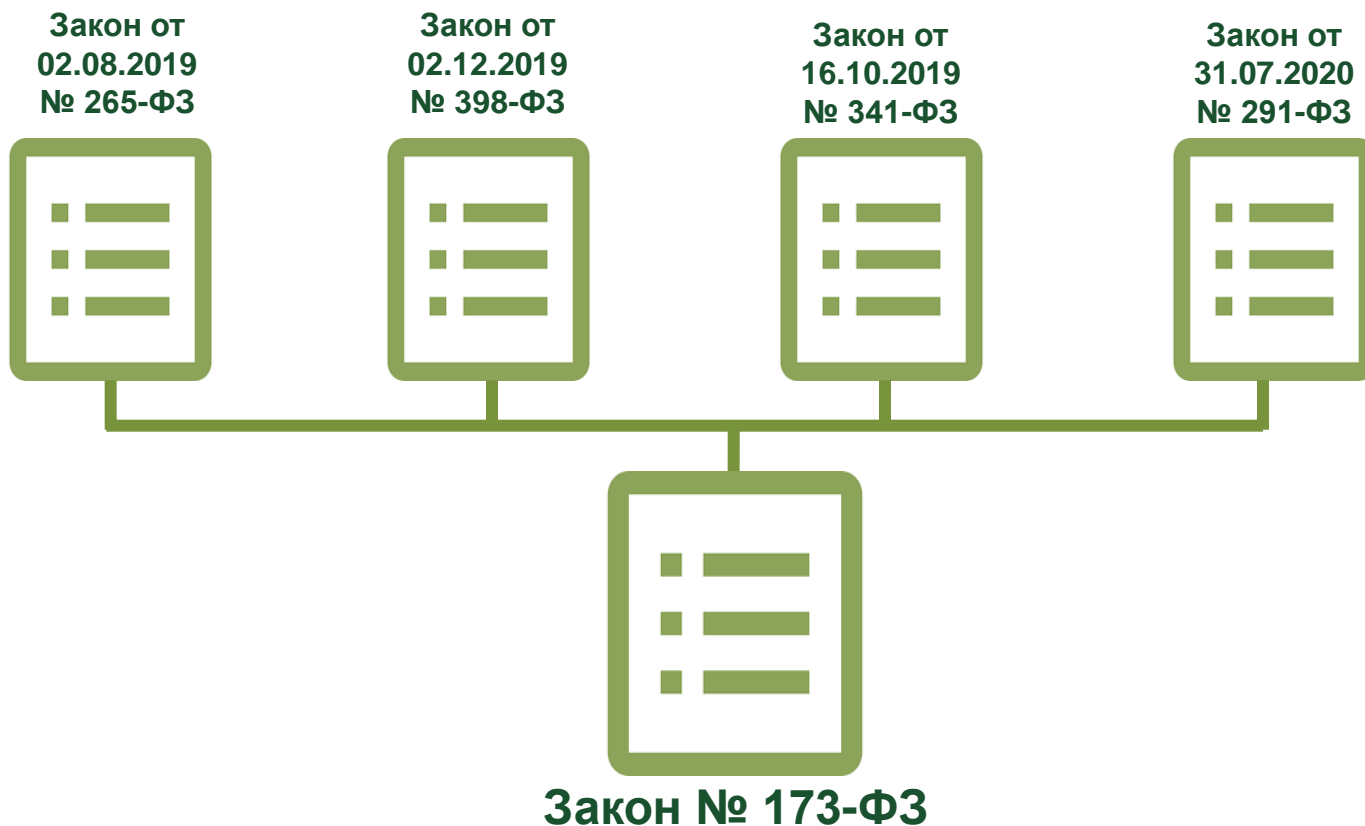 Закон от
02.08.2019
№ 265-ФЗ
Закон от
02.12.2019
№ 398-ФЗ
Закон от
16.10.2019
№ 341-ФЗ
Закон от
31.07.2020
№ 291-ФЗ
Закон № 173-ФЗ